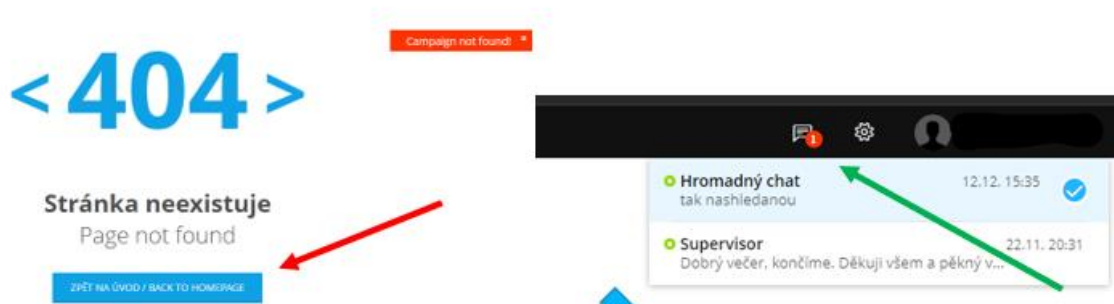 Campaign not found! ×
< 404 >
Stránka neexistuje
Page not found
ZPĚT NA ÚVOD / BACK TO HOMEPAGE
1
Hromadný chat 12.12. 15:35
tak nashledanou
Supervisor 22.11. 20:31
Dobrý večer, končíme. Děkuji všem a pěkný v...